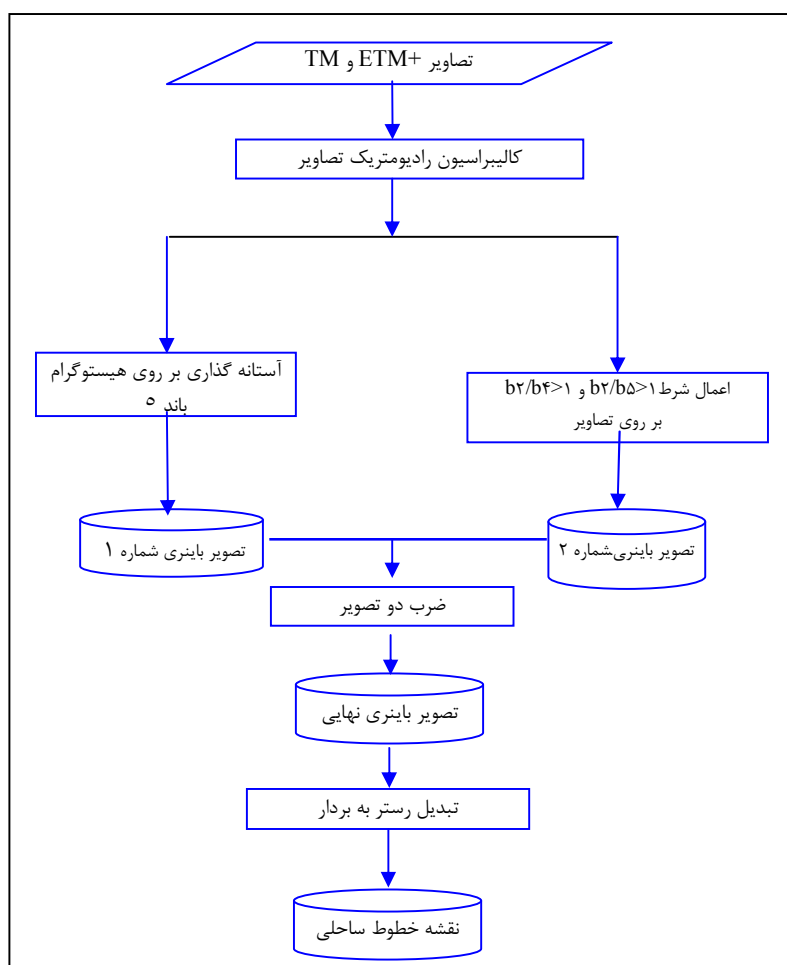 تصاویر ETM+ و TM
کالیبراسیون رادیومتریک تصاویر
آستانه گذاری بر روی هیستوگرام
باند ۵
اعمال شرط b۲/b۵>۱ و b۲/b۴>۱
بر روی تصاویر
تصویر باینری شماره ۱
تصویر باینری شماره ۲
ضرب دو تصویر
تصویر باینری نهایی
تبدیل رستر به بردار
نقشه خطوط ساحلی